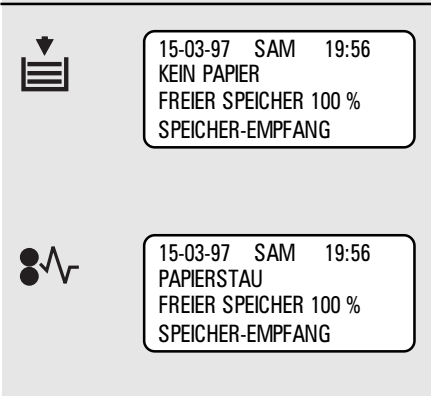 15-03-97 SAM 19:56
KEIN PAPIER
FREIER SPEICHER 100 %
SPEICHER-EMPFANG
15-03-97 SAM 19:56
PAPIERSTAU
FREIER SPEICHER 100 %
SPEICHER-EMPFANG